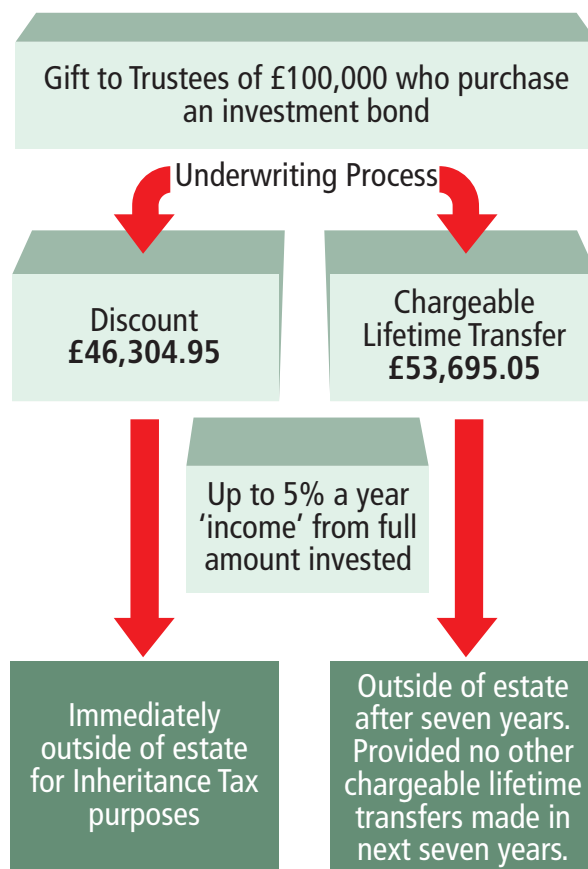 Gift to Trustees of £100,000 who purchase
an investment bond
Underwriting Process
Discount
£46,304.95
Chargeable
Lifetime Transfer
£53,695.05
Up to 5% a year
‘income’ from full
amount invested
Immediately
outside of estate
for Inheritance Tax
purposes
Outside of estate
after seven years.
Provided no other
chargeable lifetime
transfers made in
next seven years.